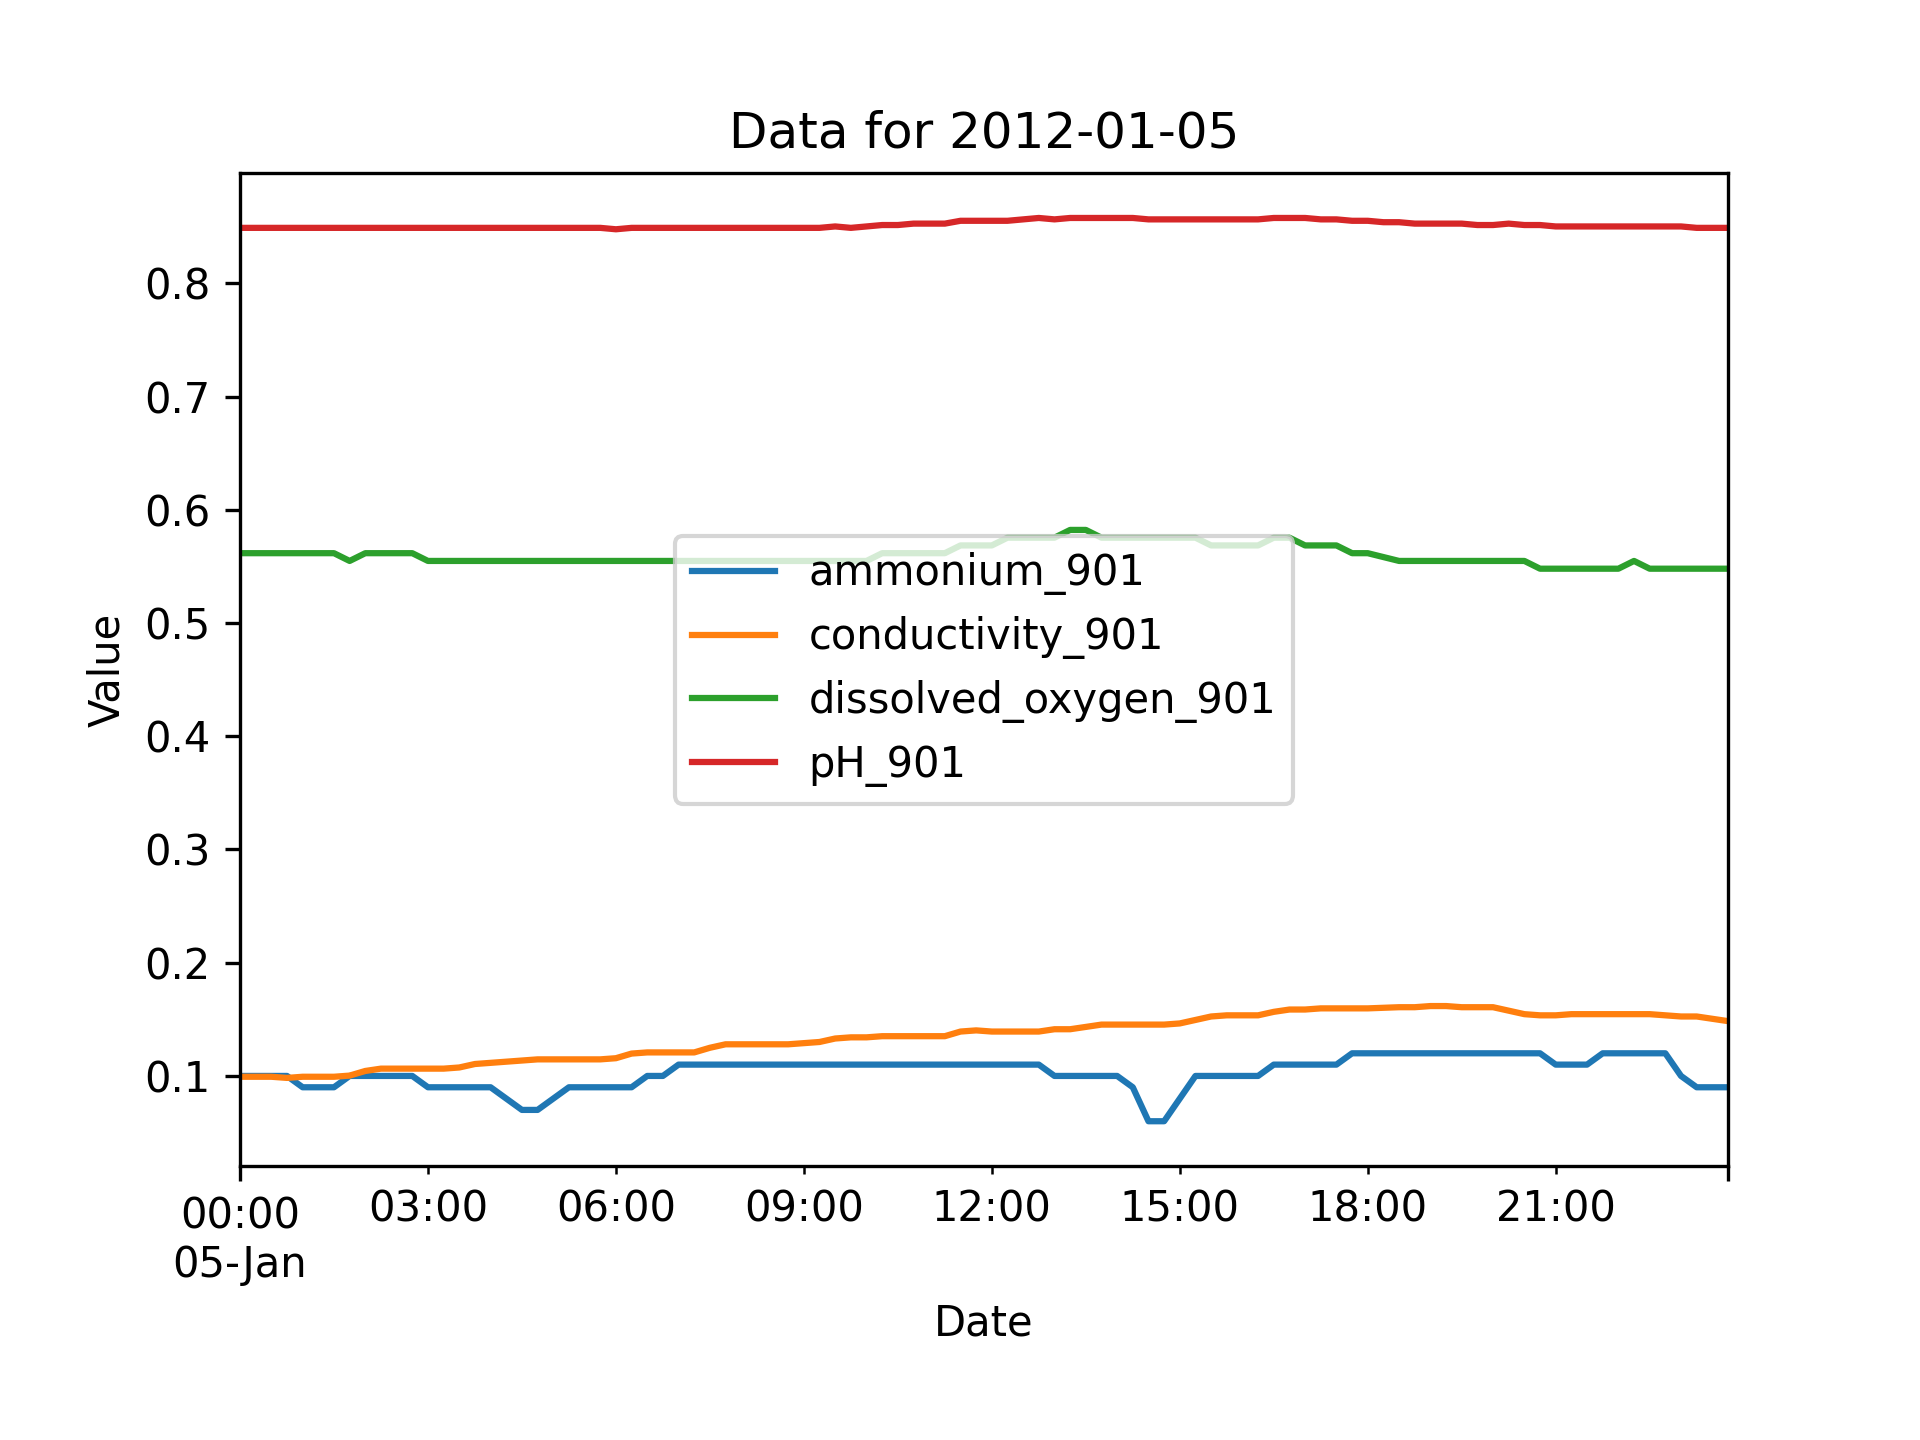 Data for 2012-01-05
0.8
0.7
0.6
0.5
0.4
0.3
0.2
0.1
Value
ammonium_901
conductivity_901
dissolved_oxygen_901
pH_901
00:00 03:00 06:00 09:00 12:00 15:00 18:00 21:00
05-Jan
Date